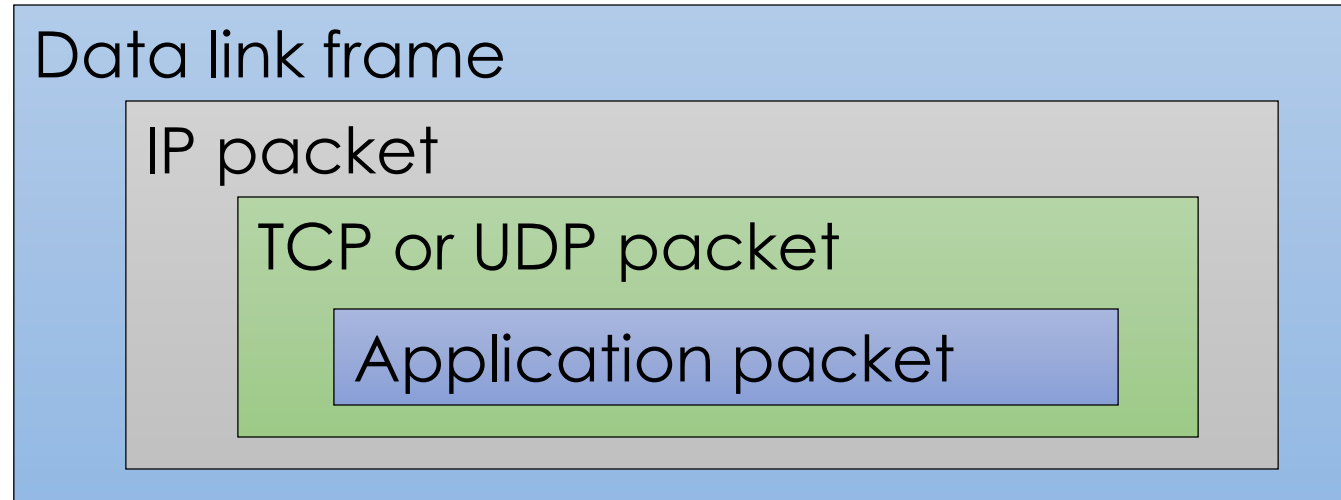 Data link frame
IP packet
TCP or UDP packet
Application packet